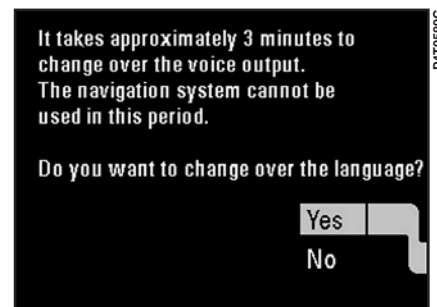 It takes approximately 3 minutes to
change over the voice output.
The navigation system cannot be
used in this period.
Do you want to change over the language?
Yes
No